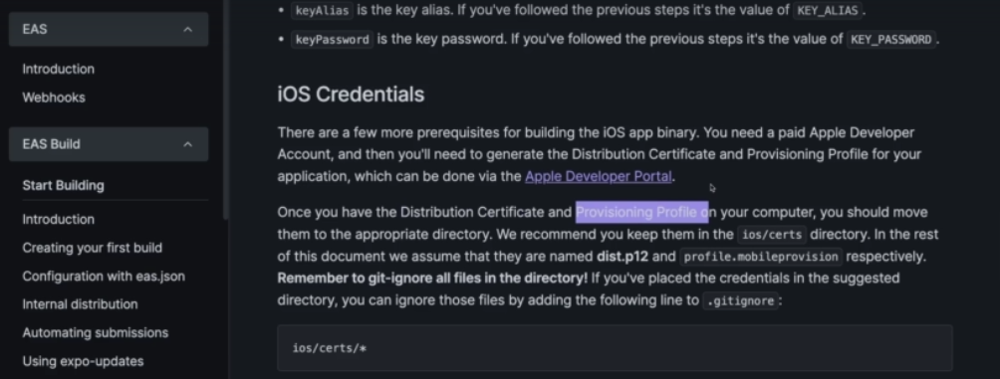 EAS
Introduction
Webhooks
EAS Build
Start Building
Introduction
Creating your first build
Configuration with eas.json
Internal distribution
Automating submissions
Using expo-updates
• keyAlias is the key alias. If you've followed the previous steps it's the value of KEY_ALIAS.
• keyPassword is the key password. If you've followed the previous steps it's the value of KEY_PASSWORD.
iOS Credentials
There are a few more prerequisites for building the iOS app binary. You need a paid Apple Developer
Account, and then you'll need to generate the Distribution Certificate and Provisioning Profile for your
application, which can be done via the Apple Developer Portal.
Once you have the Distribution Certificate and Provisioning Profile on your computer, you should move
them to the appropriate directory. We recommend you keep them in the ios/certs directory. In the rest
of this document we assume that they are named dist.p12 and profile.mobileprovision respectively.
Remember to git-ignore all files in the directory! If you've placed the credentials in the suggested
directory, you can ignore those files by adding the following line to .gitignore:
ios/certs/*